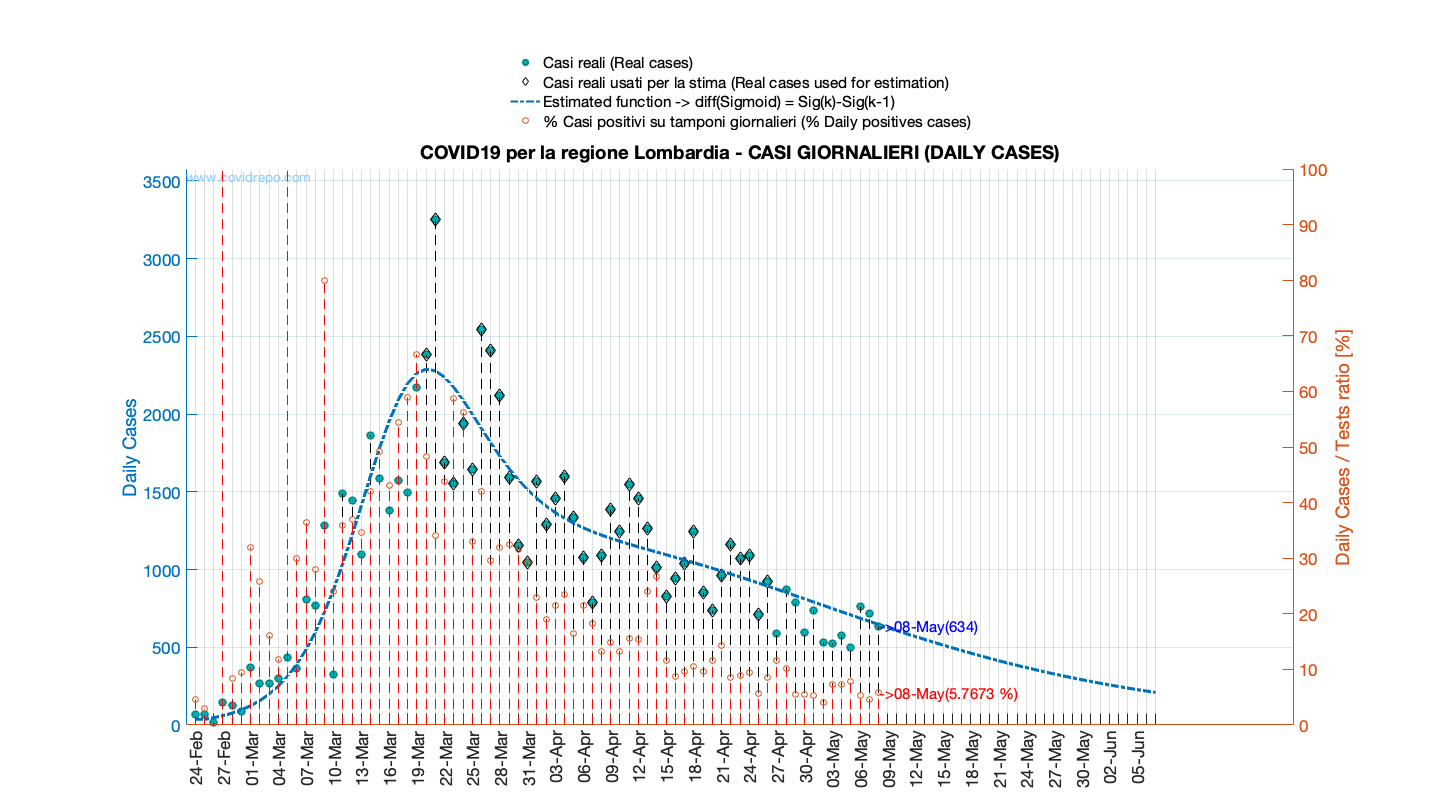 Casi reali (Real cases)
Casi reali usati per la stima (Real cases used for estimation)
Estimated function -> diff(Sigmoid) = Sig(k)-Sig(k-1)
% Casi positivi su tamponi giornalieri (% Daily positives cases)
COVID19 per la regione Lombardia - CASI GIORNALIERI (DAILY CASES)
www.covidrepo.com
Daily Cases
3500
3000
2500
2000
1500
1000
500
0
100
90
80
70
60
50
40
30
20
10
0
Daily Cases / Tests ratio [%]
->08-May(634)
->08-May(5.7673 %)
24-Feb
27-Feb
01-Mar
04-Mar
07-Mar
10-Mar
13-Mar
16-Mar
19-Mar
22-Mar
25-Mar
28-Mar
31-Mar
03-Apr
06-Apr
09-Apr
12-Apr
15-Apr
18-Apr
21-Apr
24-Apr
27-Apr
30-Apr
03-May
06-May
09-May
12-May
15-May
18-May
21-May
24-May
27-May
30-May
02-Jun
05-Jun